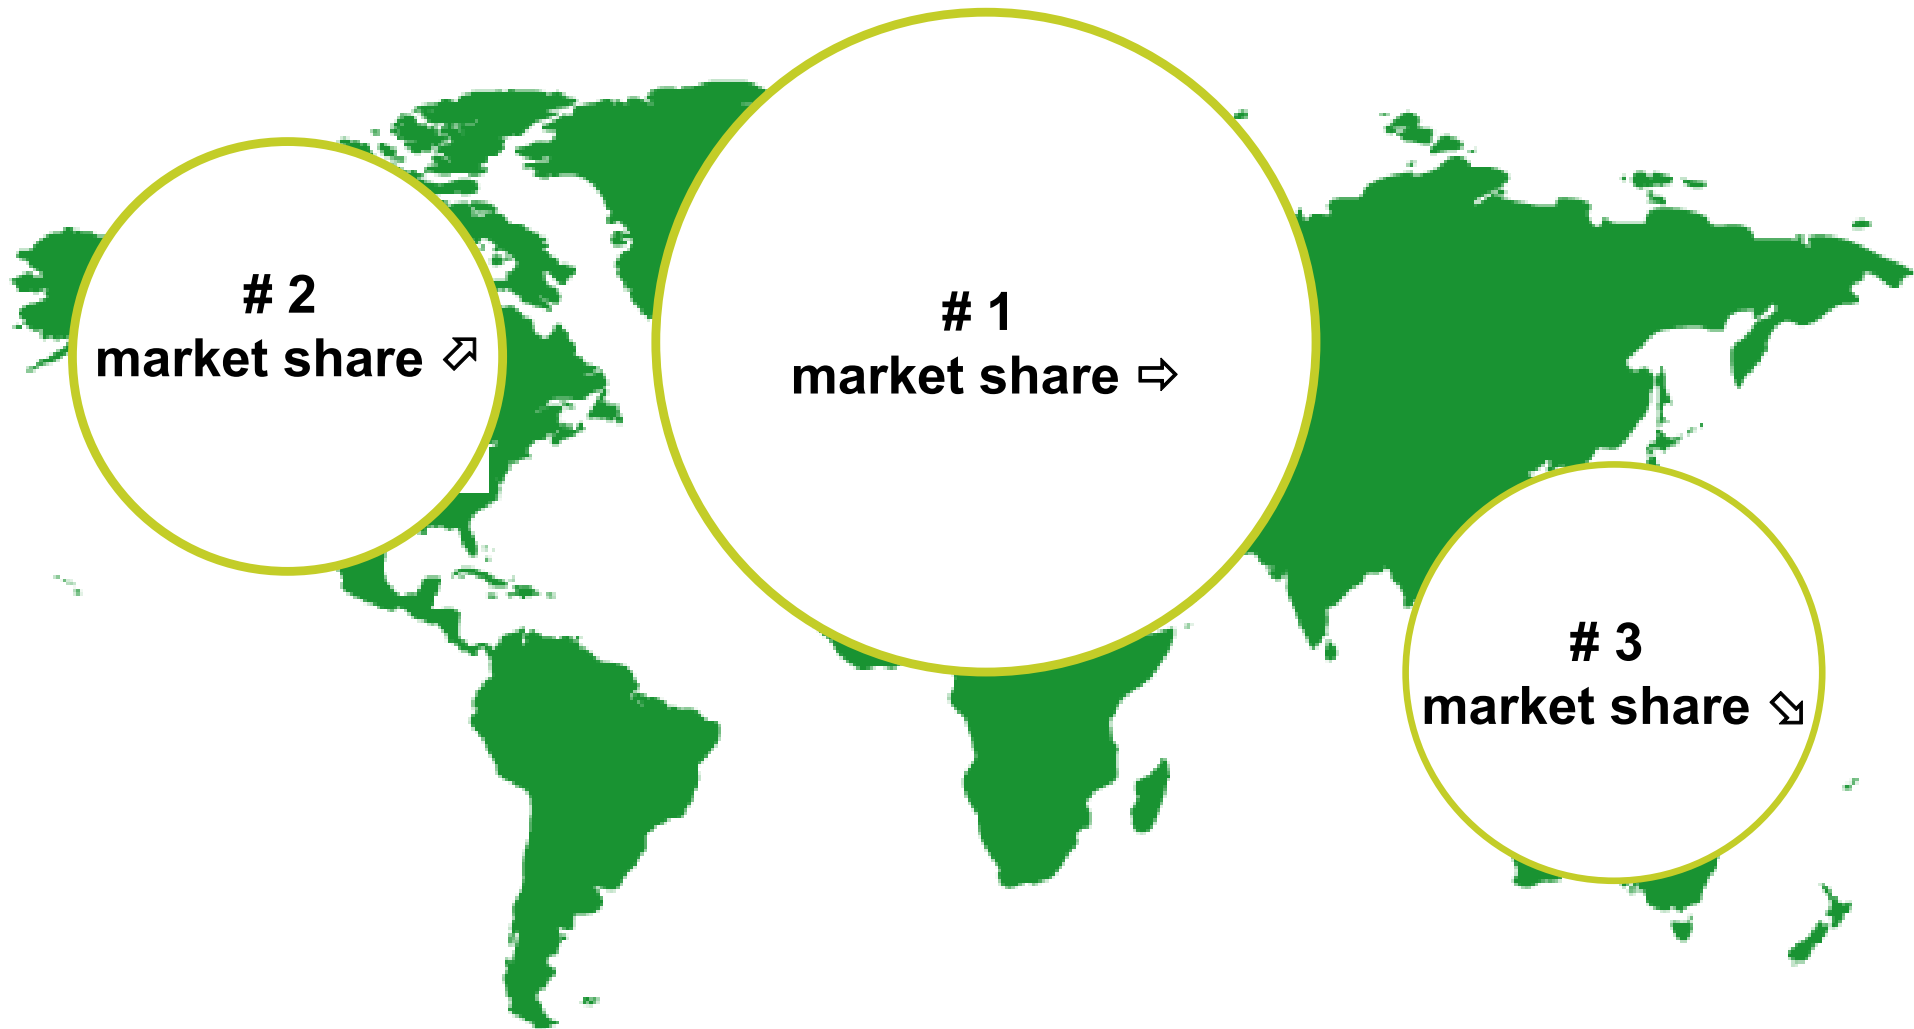 # 2
market share ⬀
# 1
market share ⇨
# 3
market share ⬂